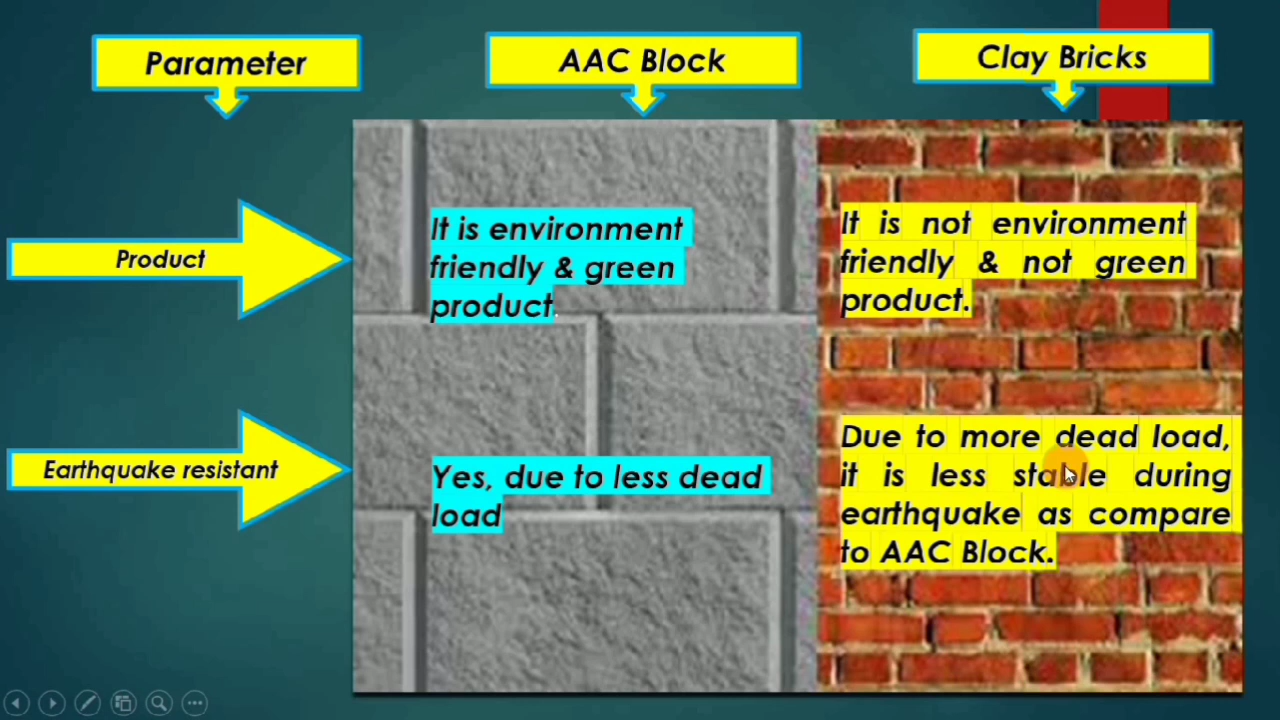 Parameter
AAC Block
Clay Bricks
Product
It is environment
friendly & green
product.
It is not environment
friendly & not green
product.
Earthquake resistant
Yes, due to less dead
load
Due to more dead load,
it is less stable during
earthquake as compare
to AAC Block.